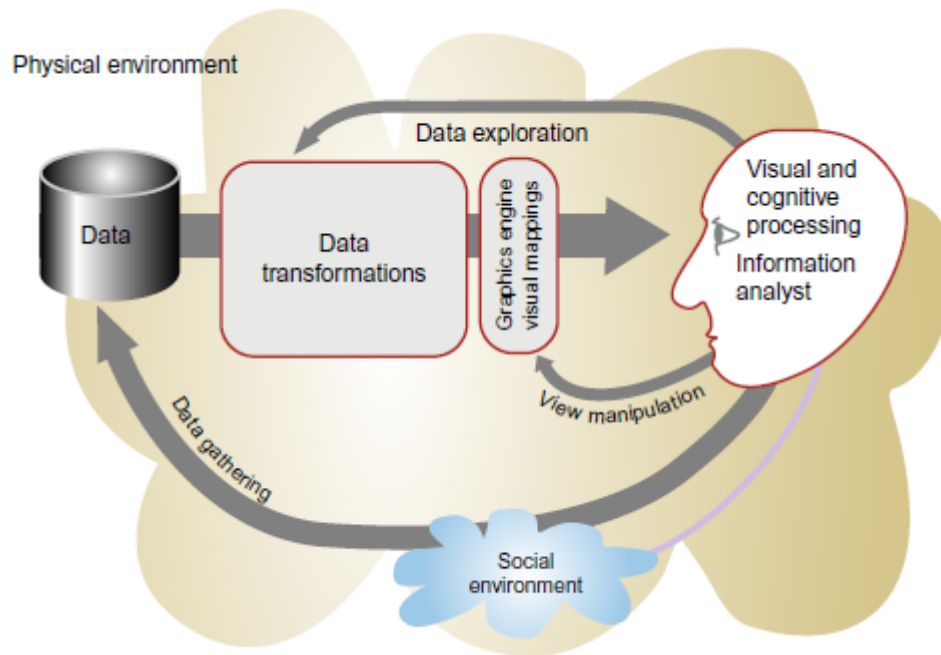 Physical environment
Data exploration
Data
Data
transformations
Graphics engine
visual mappings
Visual and
cognitive
processing
Information
analyst
View manipulation
Data gathering
Social
environment